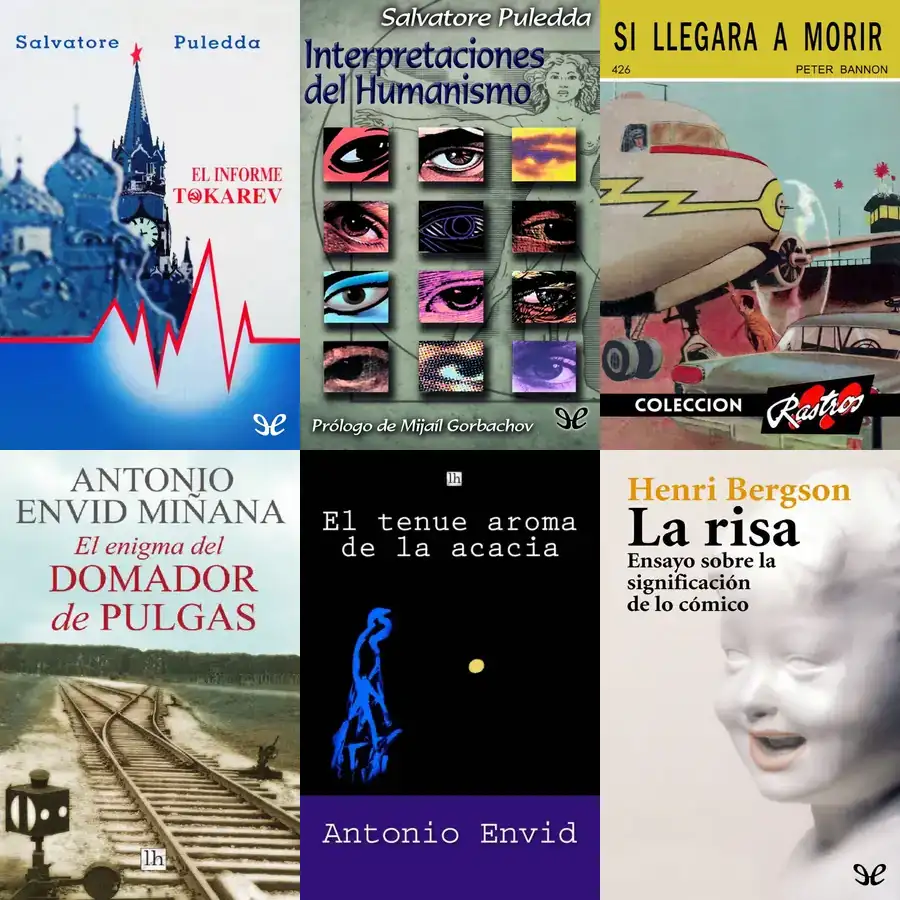 Salvatore Puledda
EL INFORME
TOKAREV
Salvatore Puledda
Interpretaciones
del Humanismo
Prólogo de Mijaíl Gorbachov
SI LLEGARA A MORIR
426 PETER BANNON
COLECCION Rastros
ANTONIO
ENVID MIÑANA
El enigma del
DOMADOR
de PULGAS
lh
lh
El tenue aroma
de la acacia
Antonio Envid
Henri Bergson
La risa
Ensayo sobre la
significación
de lo cómico